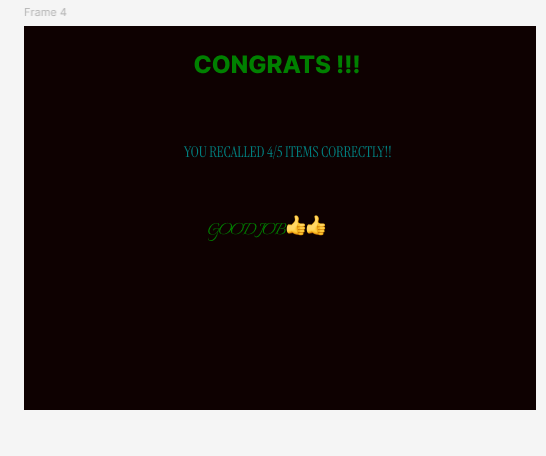 Frame 4
CONGRATS !!!
YOU RECALLED 4/5 ITEMS CORRECTLY!!
GOOD JOB👍👍